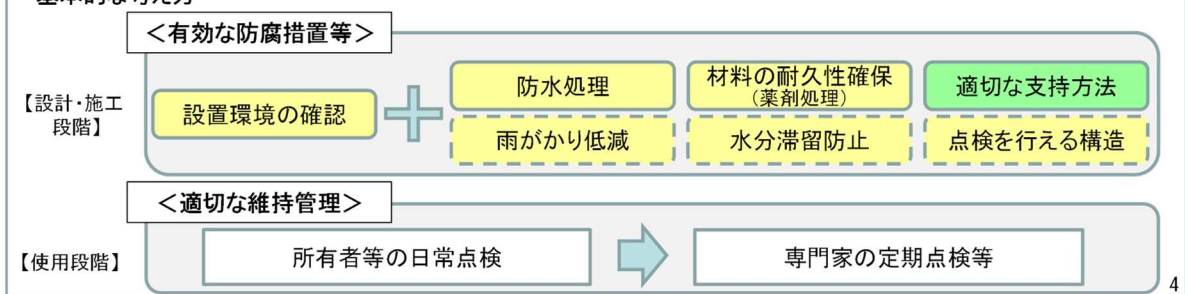 ＜有効な防腐措置等＞
【設計・施工
段階】
設置環境の確認
防水処理
材料の耐久性確保
（薬剤処理）
適切な支持方法
雨がかり低減
水分滞留防止
点検を行える構造
＜適切な維持管理＞
【使用段階】
所有者等の日常点検
専門家の定期点検等
4